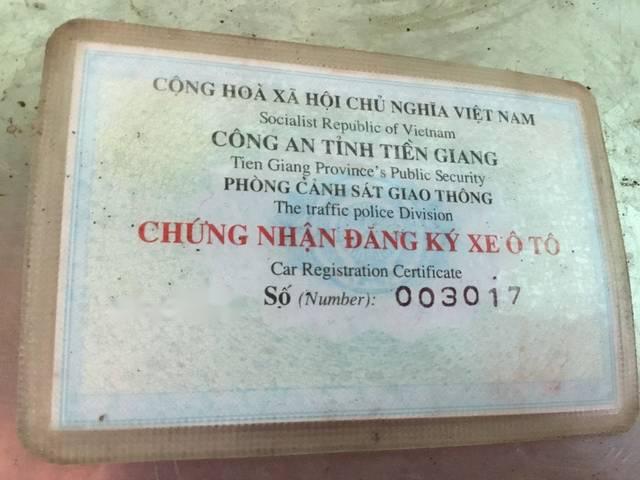 CỘNG HOÀ XÃ HỘI CHỦ NGHĨA VIỆT NAM
Socialist Republic of Vietnam
CÔNG AN TỈNH TIỀN GIANG
Tien Giang Province's Public Security
PHÒNG CẢNH SÁT GIAO THÔNG
The traffic police Division
CHỨNG NHẬN ĐĂNG KÝ XE Ô TÔ
Car Registration Certificate
Số (Number): 003017